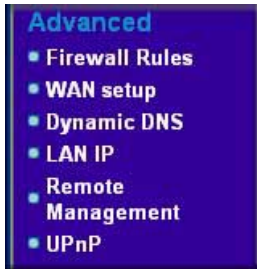 Advanced
Firewall Rules
WAN setup
Dynamic DNS
LAN IP
Remote
Management
UPnP